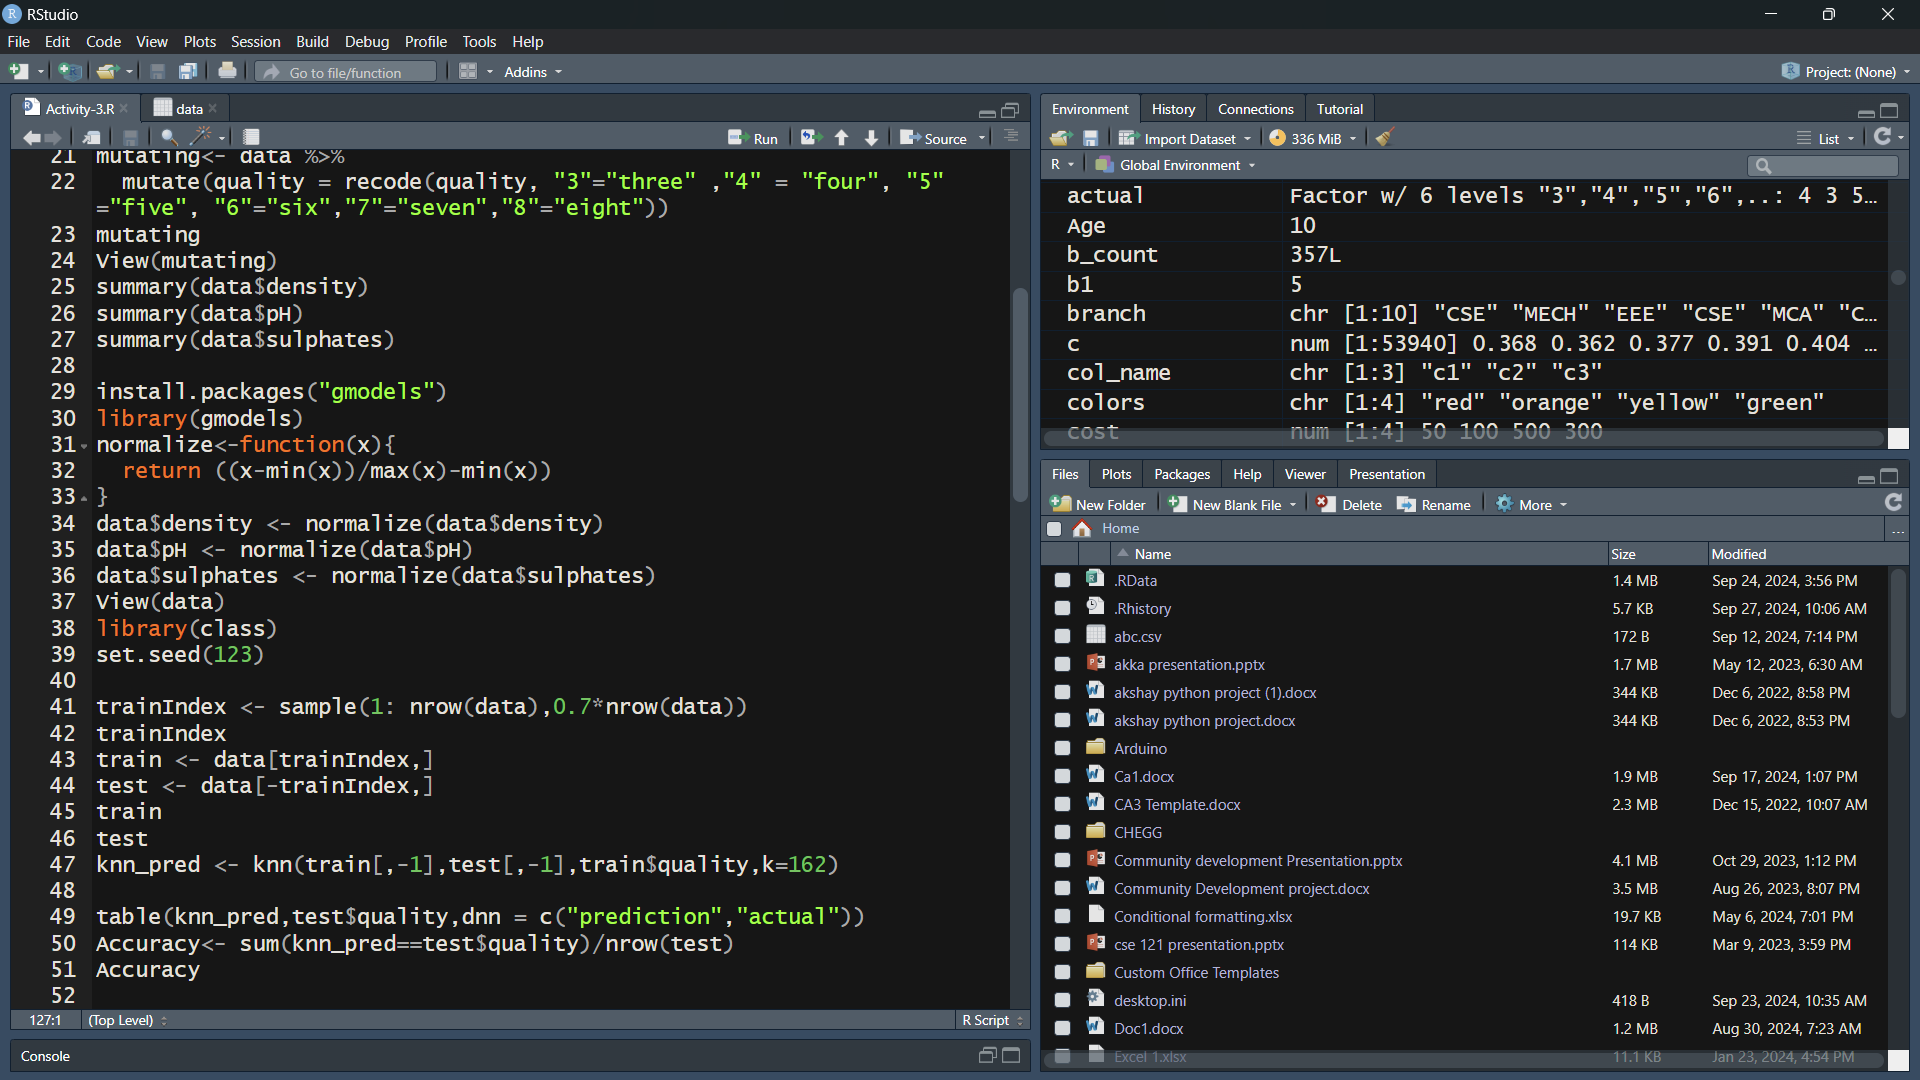 RStudio
File Edit Code View Plots Session Build Debug Profile Tools Help
Go to file/function Addins Project: (None)
Activity-3.R data
Run Source
21 mutating<- data %>%
22 mutate(quality = recode(quality, "3"="three" ,"4" = "four", "5"
="five", "6"="six","7"="seven","8"="eight"))
23 mutating
24 View(mutating)
25 summary(data$density)
26 summary(data$pH)
27 summary(data$sulphates)
28
29 install.packages("gmodels")
30 library(gmodels)
31 normalize<-function(x){
32 return ((x-min(x))/max(x)-min(x))
33 }
34 data$density <- normalize(data$density)
35 data$pH <- normalize(data$pH)
36 data$sulphates <- normalize(data$sulphates)
37 View(data)
38 library(class)
39 set.seed(123)
40
41 trainIndex <- sample(1: nrow(data),0.7*nrow(data))
42 trainIndex
43 train <- data[trainIndex,]
44 test <- data[-trainIndex,]
45 train
46 test
47 knn_pred <- knn(train[,-1],test[,-1],train$quality,k=162)
48
49 table(knn_pred,test$quality,dnn = c("prediction","actual"))
50 Accuracy<- sum(knn_pred==test$quality)/nrow(test)
51 Accuracy
52
127:1 (Top Level) R Script
Console
Environment History Connections Tutorial
Import Dataset 336 MiB List
R Global Environment
actual Factor w/ 6 levels "3","4","5","6",..: 4 3 5…
Age 10
b_count 357L
b1 5
branch chr [1:10] "CSE" "MECH" "EEE" "CSE" "MCA" "C…
c num [1:53940] 0.368 0.362 0.377 0.391 0.404 …
col_name chr [1:3] "c1" "c2" "c3"
colors chr [1:4] "red" "orange" "yellow" "green"
cost num [1:4] 50 100 500 300
Files Plots Packages Help Viewer Presentation
New Folder New Blank File Delete Rename More
Home ...
Name Size Modified
.RData 1.4 MB Sep 24, 2024, 3:56 PM
.Rhistory 5.7 KB Sep 27, 2024, 10:06 AM
abc.csv 172 B Sep 12, 2024, 7:14 PM
akka presentation.pptx 1.7 MB May 12, 2023, 6:30 AM
akshay python project (1).docx 344 KB Dec 6, 2022, 8:58 PM
akshay python project.docx 344 KB Dec 6, 2022, 8:53 PM
Arduino
Ca1.docx 1.9 MB Sep 17, 2024, 1:07 PM
CA3 Template.docx 2.3 MB Dec 15, 2022, 10:07 AM
CHEGG
Community development Presentation.pptx 4.1 MB Oct 29, 2023, 1:12 PM
Community Development project.docx 3.5 MB Aug 26, 2023, 8:07 PM
Conditional formatting.xlsx 19.7 KB May 6, 2024, 7:01 PM
cse 121 presentation.pptx 114 KB Mar 9, 2023, 3:59 PM
Custom Office Templates
desktop.ini 418 B Sep 23, 2024, 10:35 AM
Doc1.docx 1.2 MB Aug 30, 2024, 7:23 AM
Excel 1.xlsx 11.1 KB Jan 23, 2024, 4:54 PM